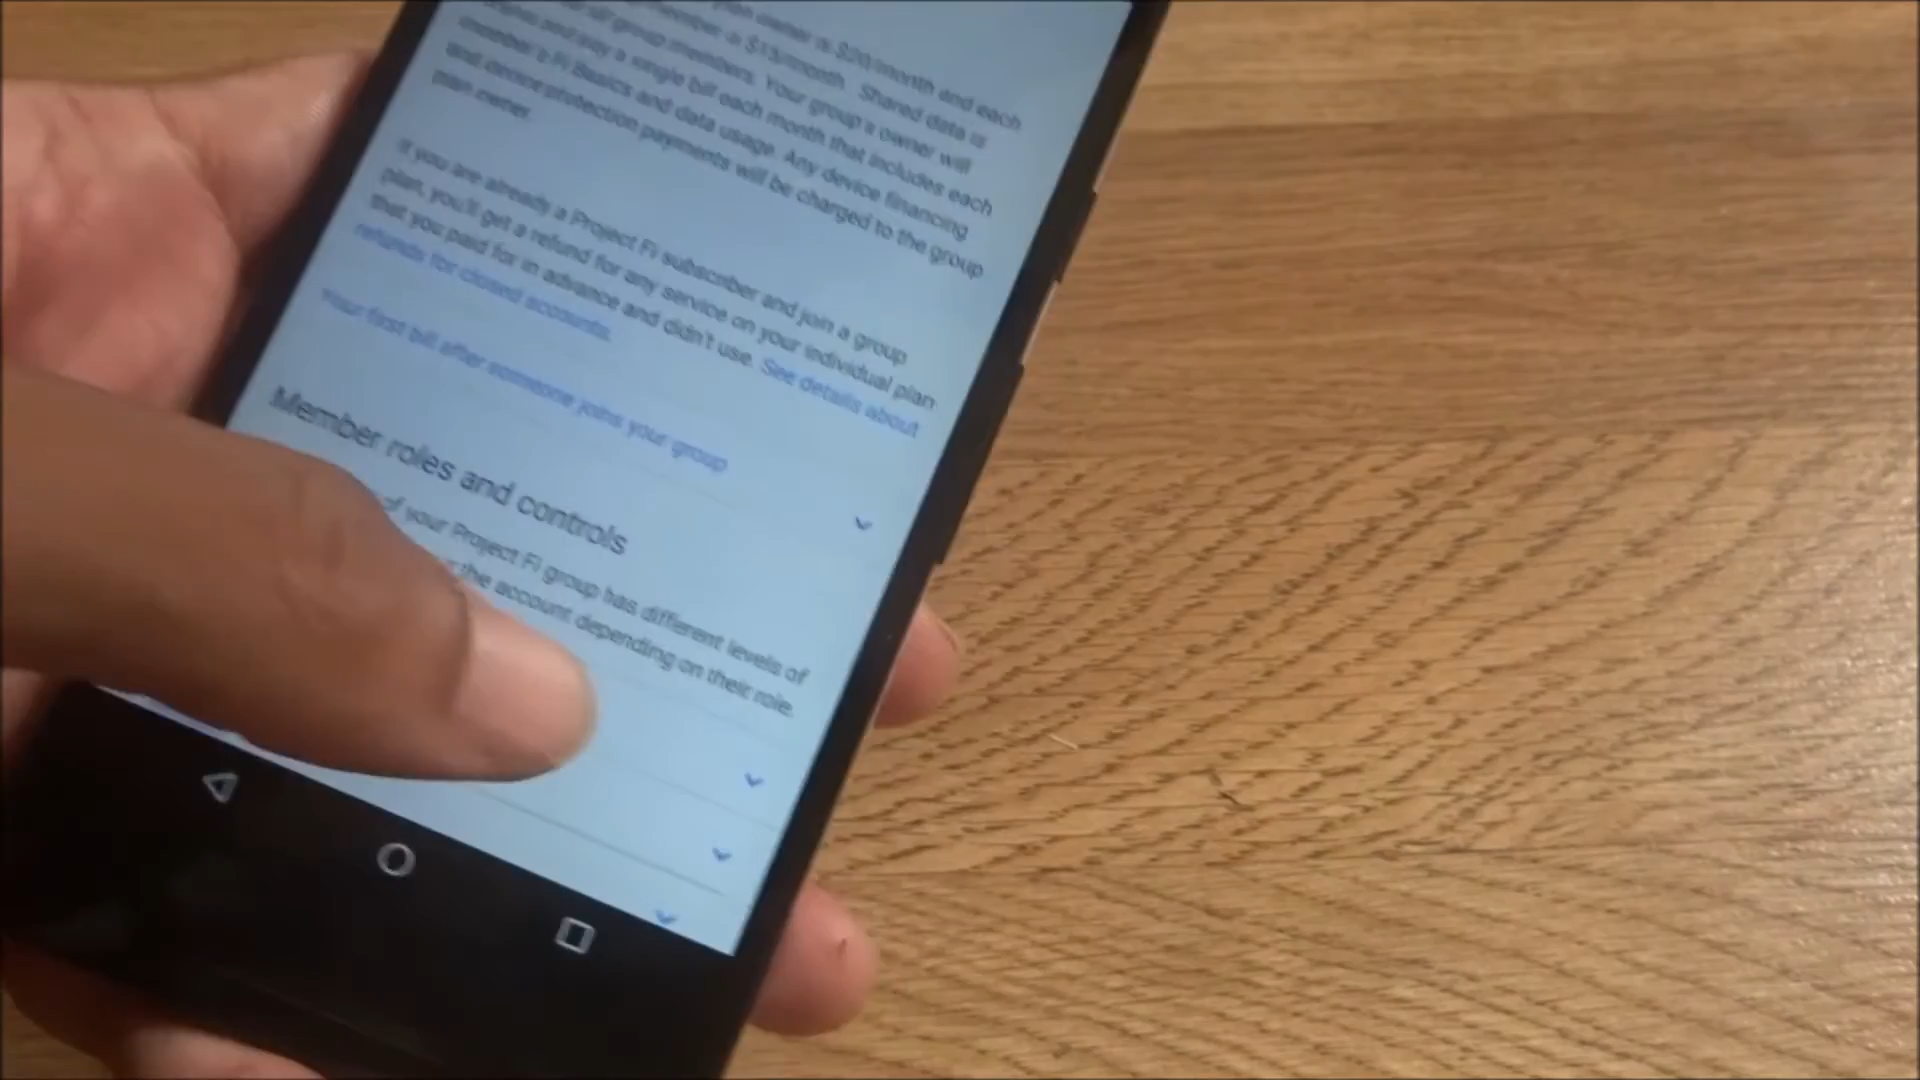 plan owner is $20/month and each
member is $15/month. Shared data is
of group members. Your group's owner will
and pay a single bill each month that includes each
member's Fi Basics and data usage. Any device financing
and device protection payments will be charged to the group
plan owner.
If you are already a Project Fi subscriber and join a group
plan, you'll get a refund for any service on your individual plan
that you paid for in advance and didn't use. See details about
refunds for closed accounts.
Your first bill after someone joins your group
Member roles and controls
of your Project Fi group has different levels of
the account depending on their role.